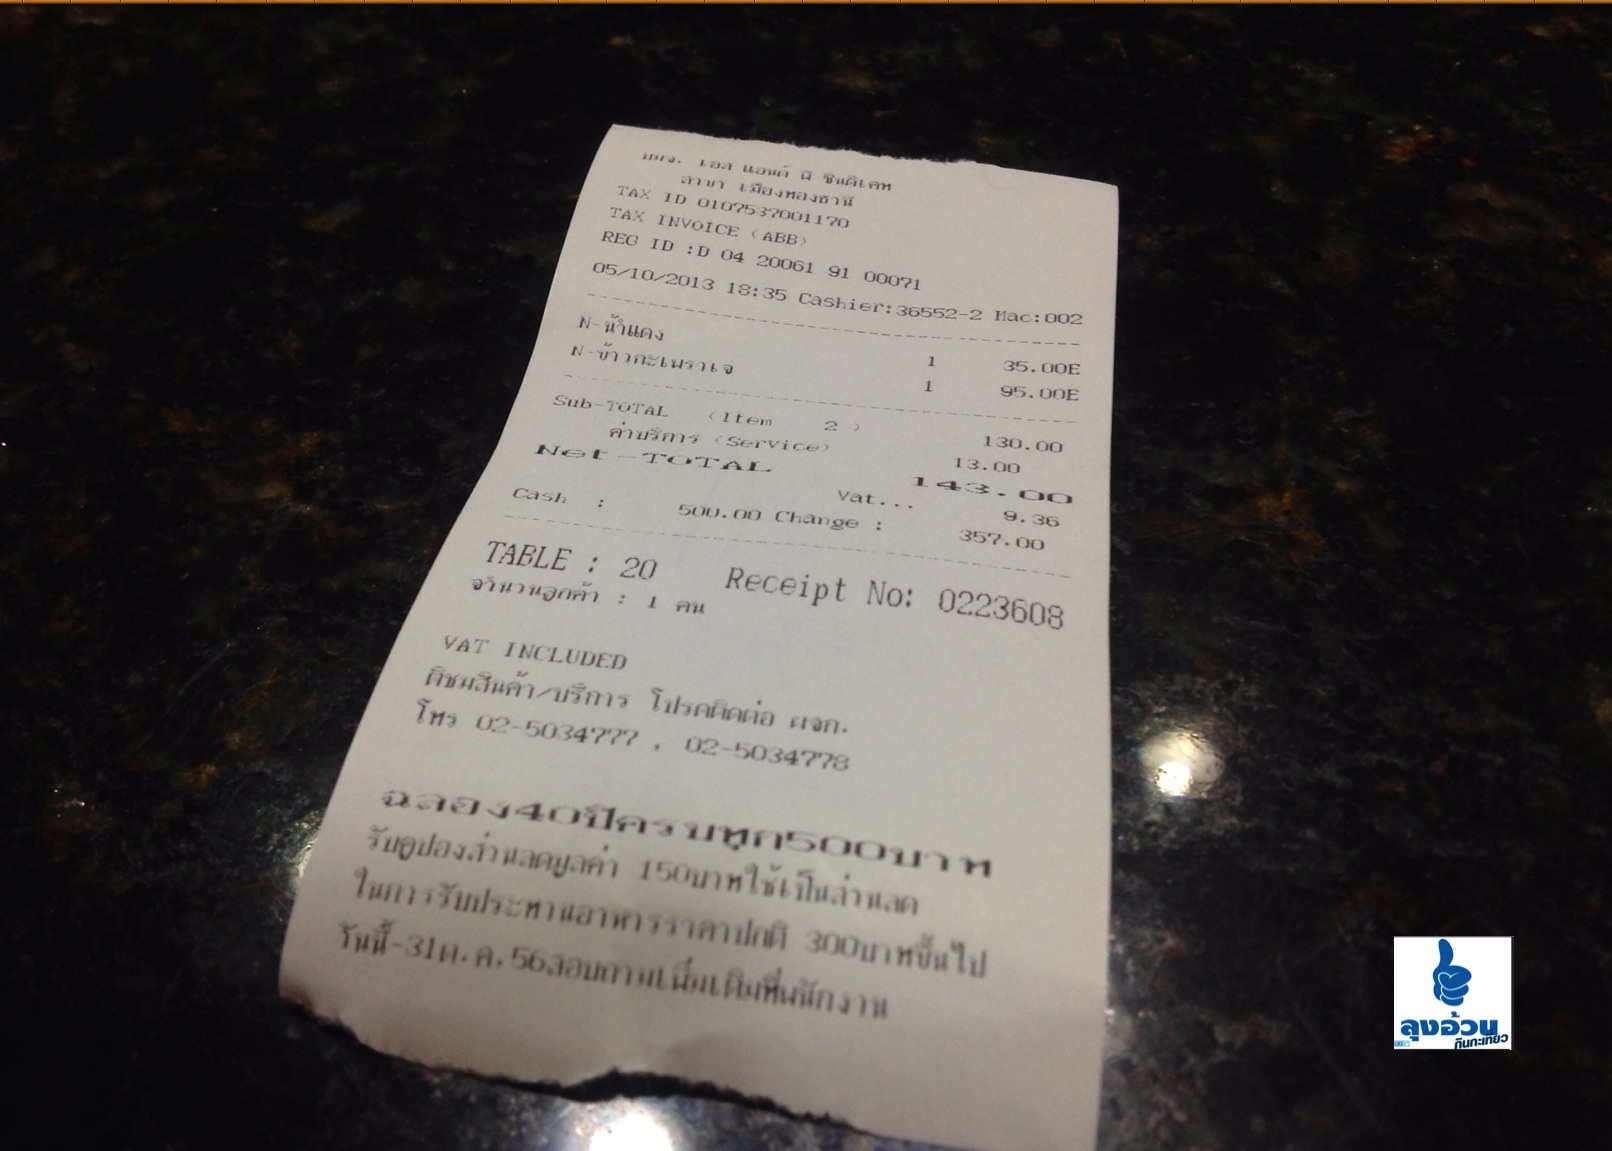 บมจ. เอส แอนด์ พี ซินดิเคท
สาขา เมืองทองธานี
TAX ID 0107537001170
TAX INVOICE (ABB)
REG ID :D 04 20061 91 00071
05/10/2013 18:35 Cashier:36552-2 Mac:002
N-น้ำแดง 1 35.00E
N-ข้าวกะเพราเจ 1 95.00E
Sub-TOTAL (Item 2 ) 130.00
ค่าบริการ (Service) 13.00
Net-TOTAL 143.00
Vat... 9.36
Cash : 500.00 Change : 357.00
TABLE : 20 Receipt No: 0223608
จำนวนลูกค้า : 1 คน
VAT INCLUDED
ติชมสินค้า/บริการ โปรดติดต่อ ผจก.
โทร 02-5034777 , 02-5034778
ฉลอง40ปีครบทุก500บาท
รับคูปองส่วนลดมูลค่า 150บาทใช้เป็นส่วนลด
ในการรับประทานอาหารราคาปกติ 300บาทขึ้นไป
วันนี้-31ต.ค.56สอบถามเพิ่มเติมที่พนักงาน
ลุงอ้วน
กินกะเที่ยว